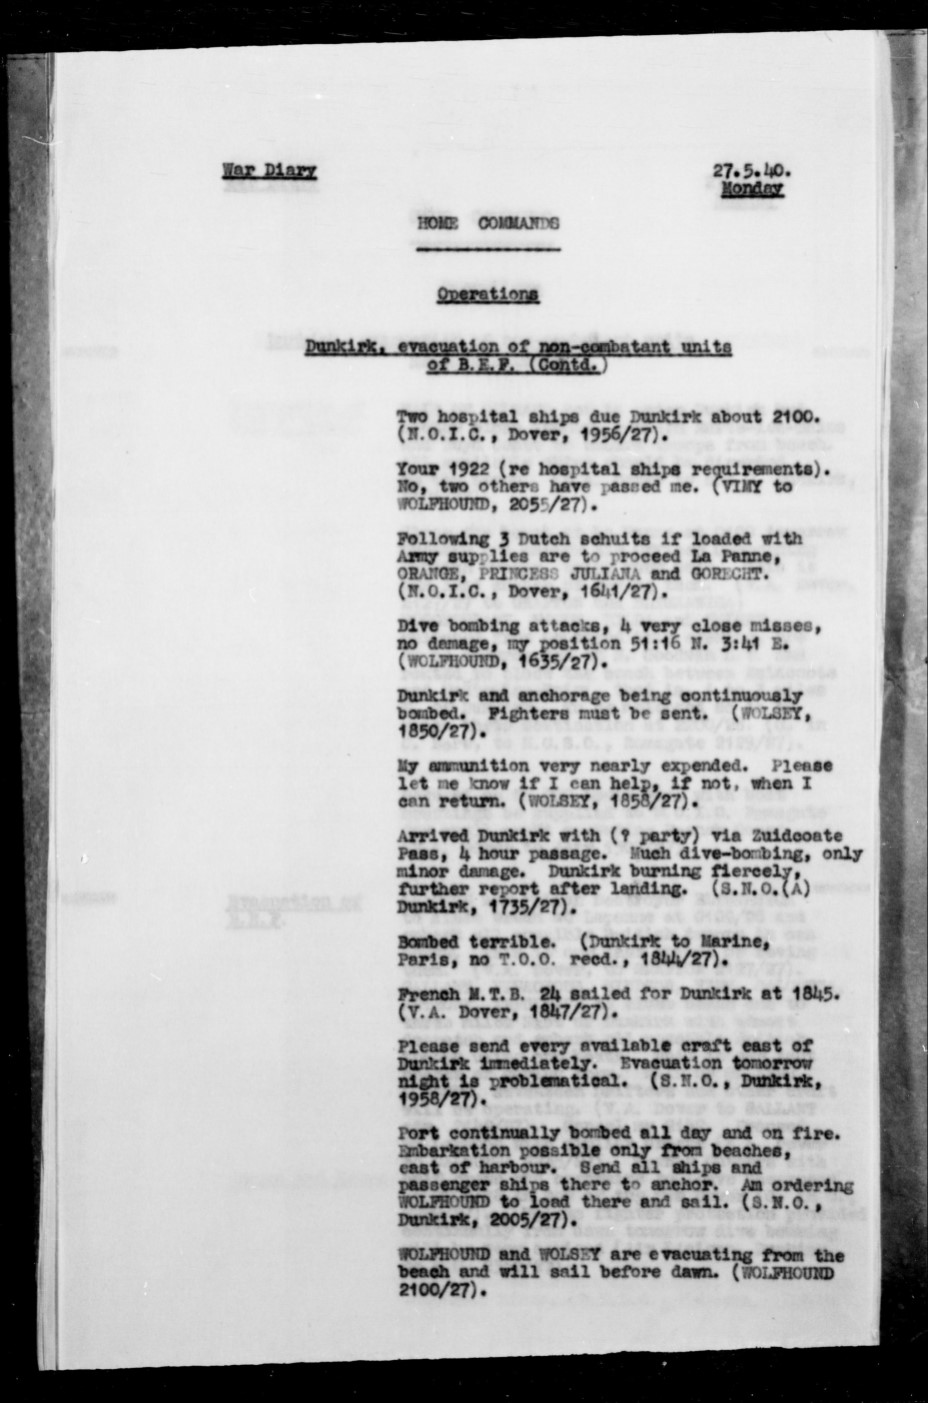 War Diary
27.5.40.
Monday
HOME COMMANDS
Operations
Dunkirk, evacuation of non-combatant units
of B.E.F. (Contd.)
Two hospital ships due Dunkirk about 2100.
(N.O.I.C., Dover, 1956/27).
Your 1922 (re hospital ships requirements).
No, two others have passed me. (VIMY to
WOLFHOUND, 2055/27).
Following 3 Dutch schuits if loaded with
Army supplies are to proceed La Panne,
ORANGE, PRINCESS JULIANA and GORECHT.
(N.O.I.C., Dover, 1641/27).
Dive bombing attacks, 4 very close misses,
no damage, my position 51:16 N. 3:41 E.
(WOLFHOUND, 1635/27).
Dunkirk and anchorage being continuously
bombed. Fighters must be sent. (WOLSEY,
1850/27).
My ammunition very nearly expended. Please
let me know if I can help, if not, when I
can return. (WOLSEY, 1858/27).
Arrived Dunkirk with (? party) via Zuidcoate
Pass, 4 hour passage. Much dive-bombing, only
minor damage. Dunkirk burning fiercely,
further report after landing. (S.N.O.(A)
Dunkirk, 1735/27).
Bombed terrible. (Dunkirk to Marine,
Paris, no T.O.O. recd., 1844/27).
French M.T.B. 24 sailed for Dunkirk at 1845.
(V.A. Dover, 1847/27).
Please send every available craft east of
Dunkirk immediately. Evacuation tomorrow
night is problematical. (S.N.O., Dunkirk,
1958/27).
Port continually bombed all day and on fire.
Embarkation possible only from beaches,
east of harbour. Send all ships and
passenger ships there to anchor. Am ordering
WOLFHOUND to load there and sail. (S.N.O.,
Dunkirk, 2005/27).
WOLFHOUND and WOLSEY are evacuating from the
beach and will sail before dawn. (WOLFHOUND
2100/27).